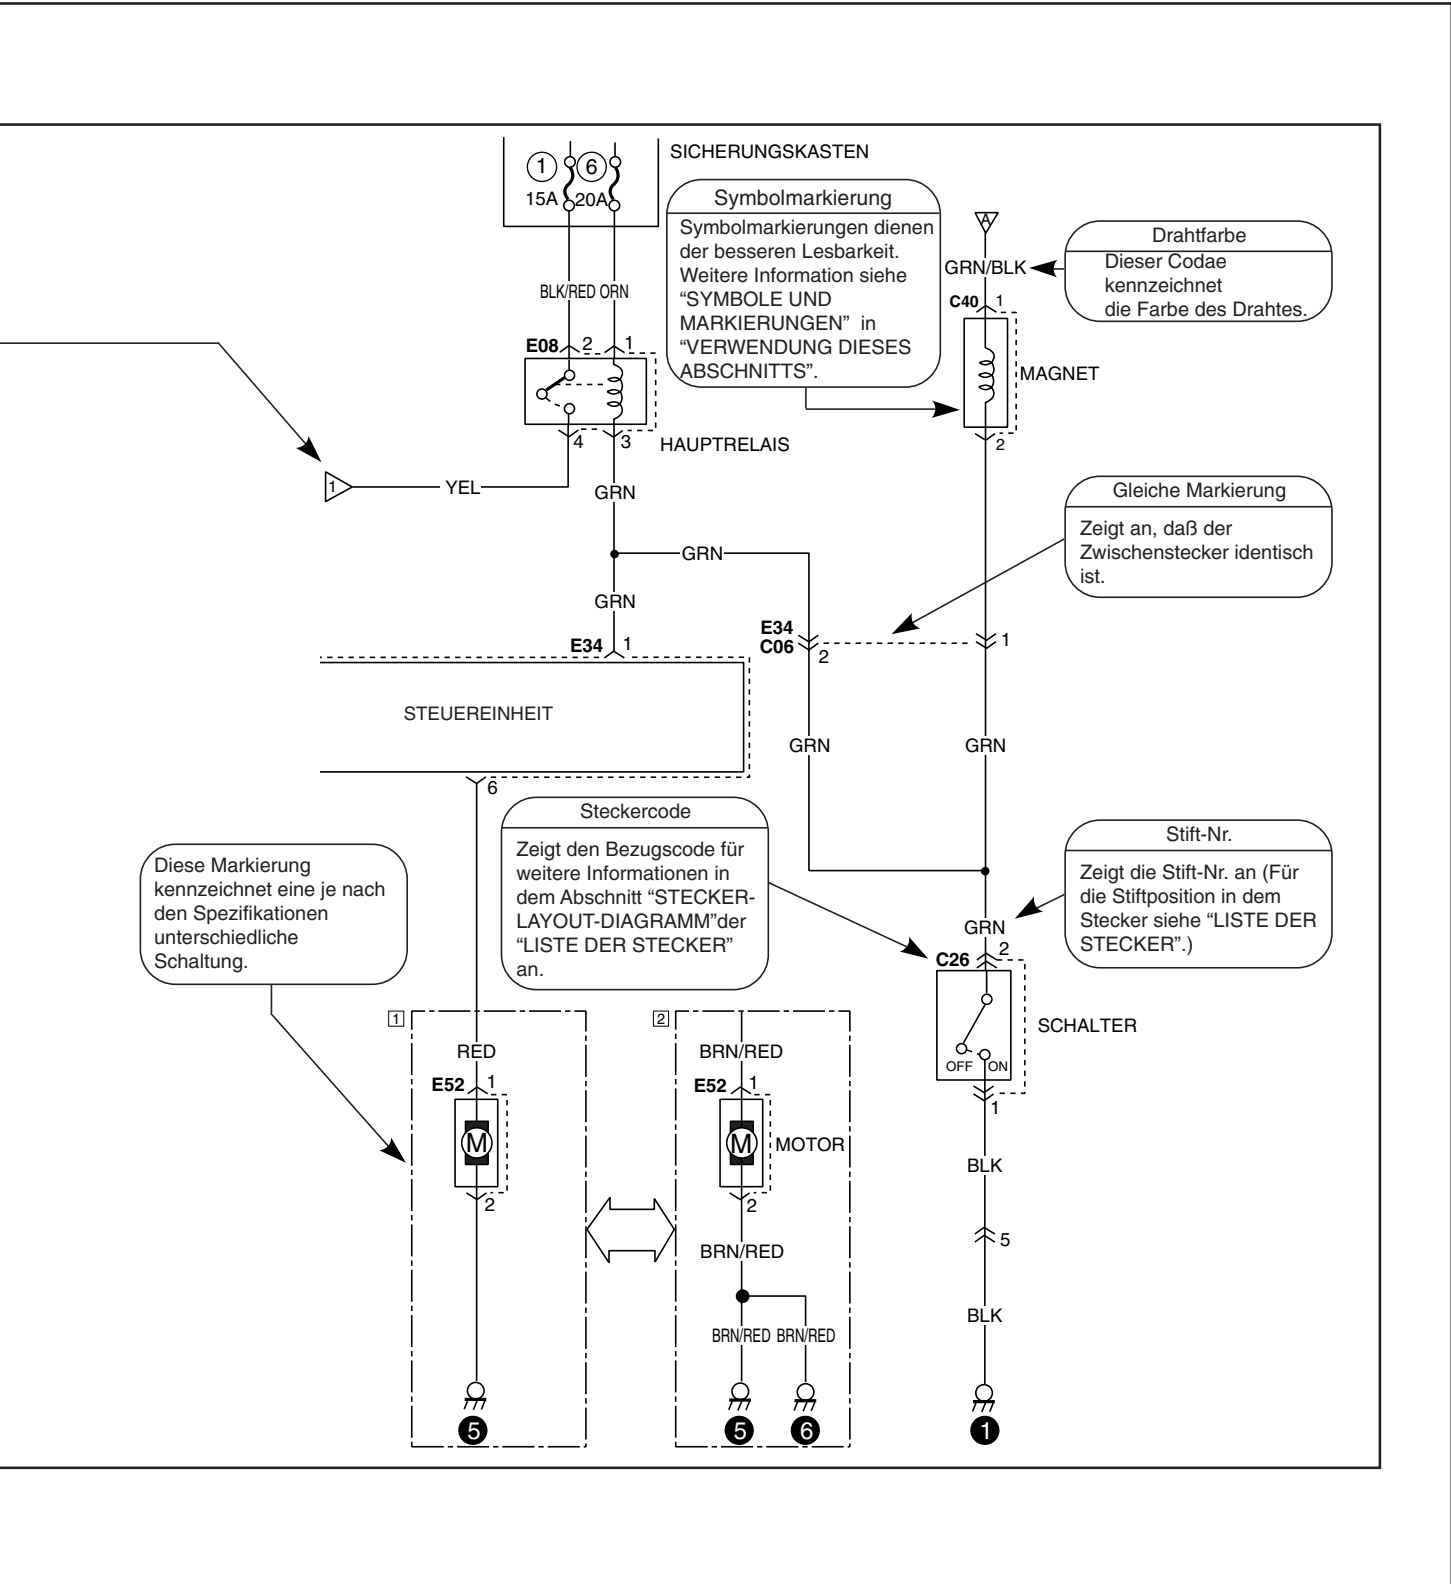 SICHERUNGSKASTEN
1 6
15A 20A
Symbolmarkierung
Symbolmarkierungen dienen
der besseren Lesbarkeit.
Weitere Information siehe
“SYMBOLE UND
MARKIERUNGEN” in
“VERWENDUNG DIESES
ABSCHNITTS”.
A
GRN/BLK
C40 1
MAGNET
2
Drahtfarbe
Dieser Codae
kennzeichnet
die Farbe des Drahtes.
BLK/RED ORN
E08 2 1
4 3
HAUPTRELAIS
1
YEL
GRN
GRN
GRN
Gleiche Markierung
Zeigt an, daß der
Zwischenstecker identisch
ist.
E34 1
E34
C06
2
1
STEUEREINHEIT
GRN
GRN
6
Steckercode
Zeigt den Bezugscode für
weitere Informationen in
dem Abschnitt “STECKER-
LAYOUT-DIAGRAMM”der
“LISTE DER STECKER”
an.
Stift-Nr.
Zeigt die Stift-Nr. an (Für
die Stiftposition in dem
Stecker siehe “LISTE DER
STECKER”.)
Diese Markierung
kennzeichnet eine je nach
den Spezifikationen
unterschiedliche
Schaltung.
GRN
C26 2
SCHALTER
OFF ON
1
1
RED
E52 1
M
2
5
2
BRN/RED
E52 1
M
MOTOR
2
BRN/RED
BRN/RED BRN/RED
5 6
BLK
5
BLK
1